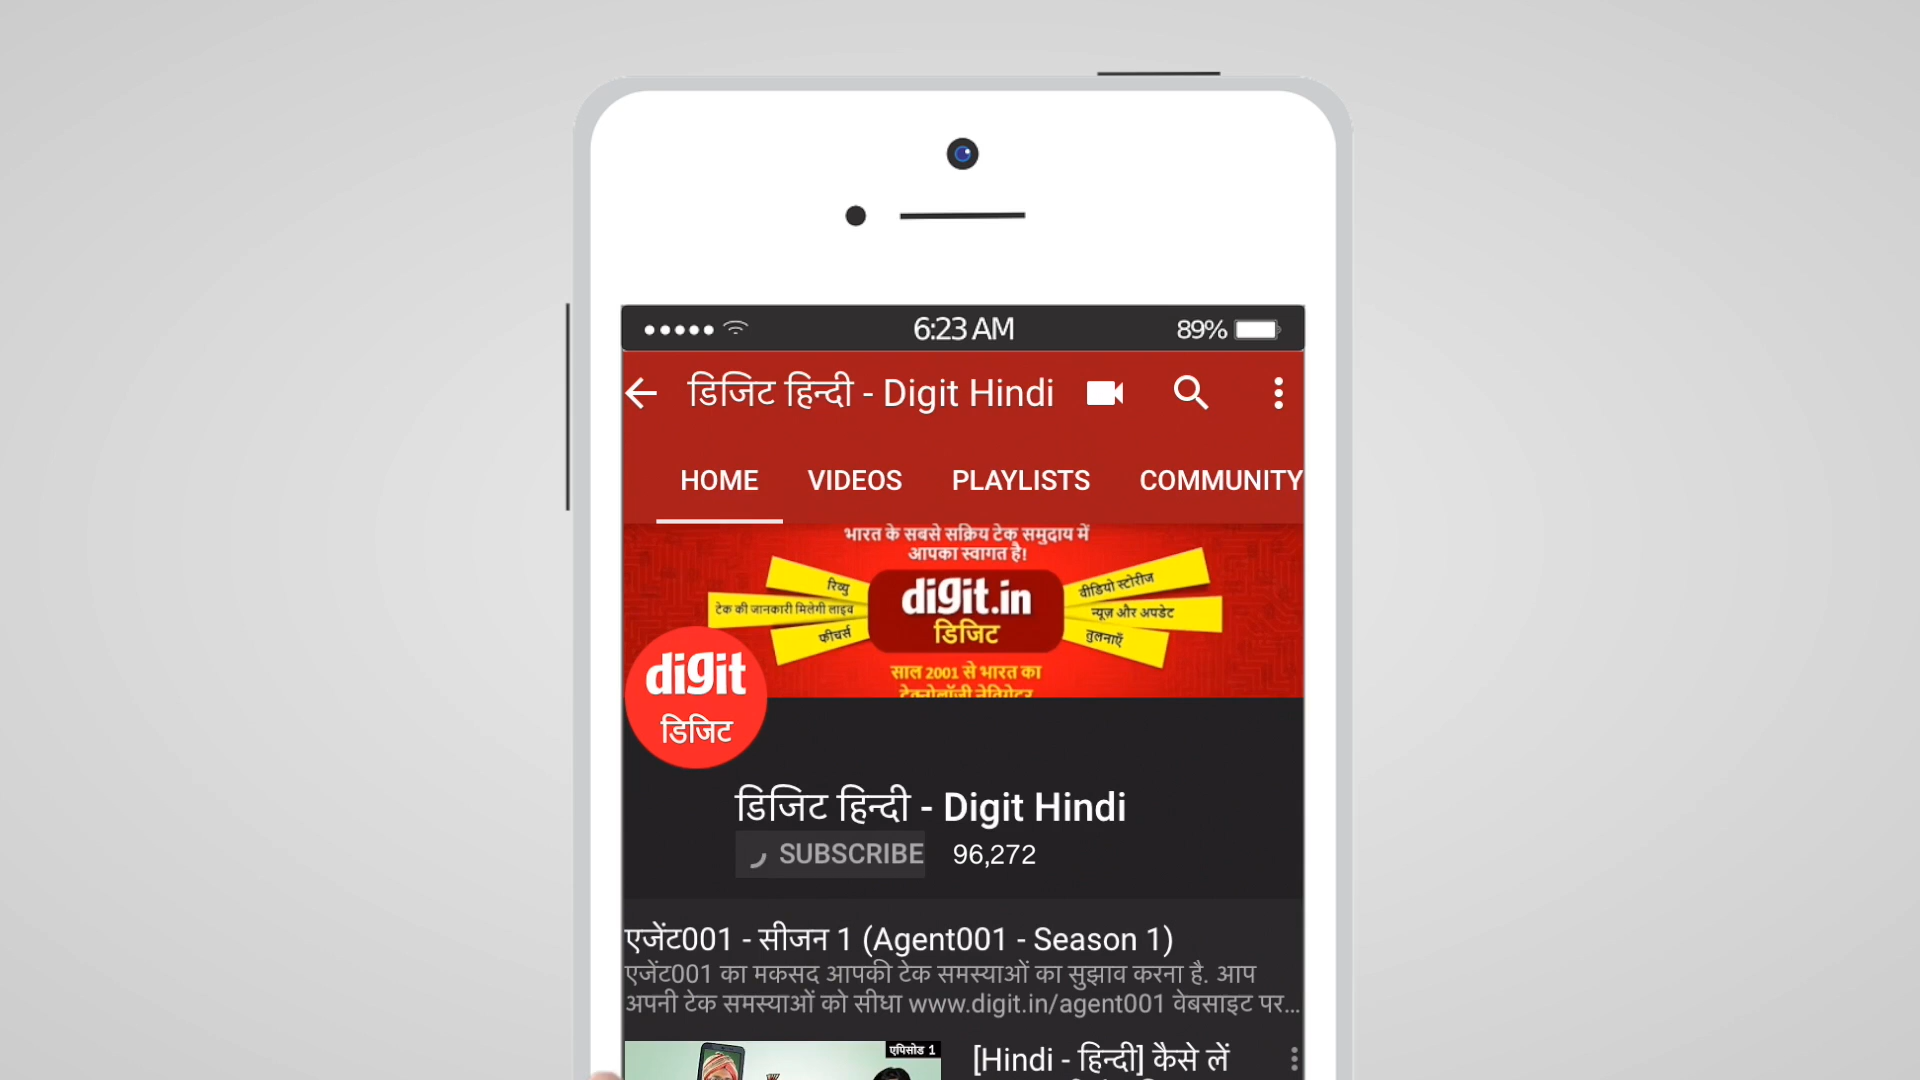 6:23 AM
89%
डिजिट हिन्दी - Digit Hindi
HOME VIDEOS PLAYLISTS COMMUNITY
भारत के सबसे सक्रिय टेक समुदाय में
आपका स्वागत है!
रिव्यु
टेक की जानकारी मिलेगी लाइव
फीचर्स
digit.in
डिजिट
वीडियो स्टोरीज
न्यूज़ और अपडेट
तुलनाएँ
साल 2001 से भारत का
टेक्नोलॉजी नेविगेटर
digit
डिजिट
डिजिट हिन्दी - Digit Hindi
SUBSCRIBE 96,272
एजेंट001 - सीजन 1 (Agent001 - Season 1)
एजेंट001 का मकसद आपकी टेक समस्याओं का सुझाव करना है. आप
अपनी टेक समस्याओं को सीधा www.digit.in/agent001 वेबसाइट पर...
एपिसोड 1
[Hindi - हिन्दी] कैसे लें